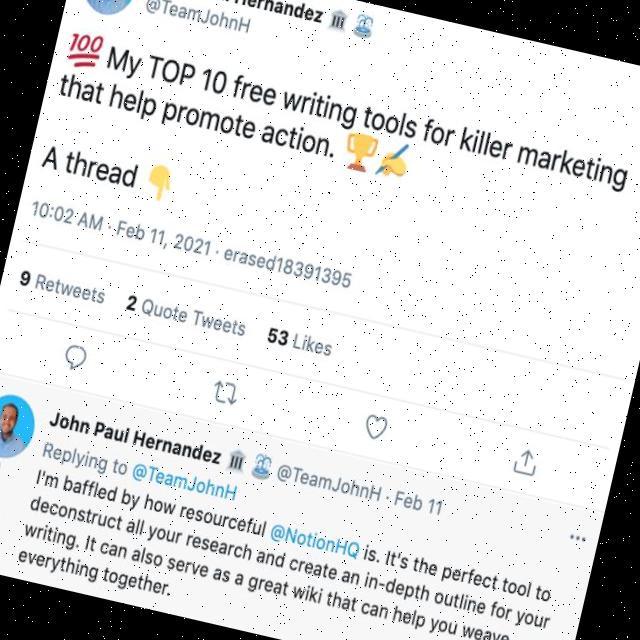 Hernandez 🏛️ ⛲
@TeamJohnH
💯 My TOP 10 free writing tools for killer marketing
that help promote action. 🏆✍️
A thread 👇
10:02 AM · Feb 11, 2021 · erased18391395
9 Retweets 2 Quote Tweets 53 Likes
John Paul Hernandez 🏛️ ⛲ @TeamJohnH · Feb 11
Replying to @TeamJohnH
I'm baffled by how resourceful @NotionHQ is. It's the perfect tool to
deconstruct all your research and create an in-depth outline for your
writing. It can also serve as a great wiki that can help you weave
everything together.